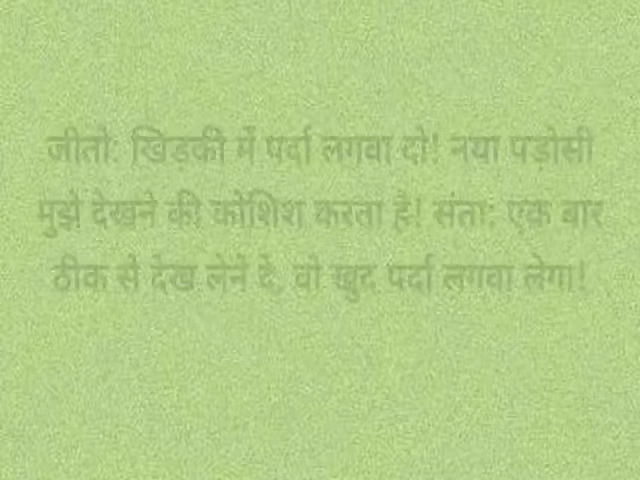 जीतो: खिड़की में पर्दा लगवा दो! नया पड़ोसी
मुझे देखने की कोशिश करता है! संता: एक बार
ठीक से देख लेने दे, वो खुद पर्दा लगवा लेगा!